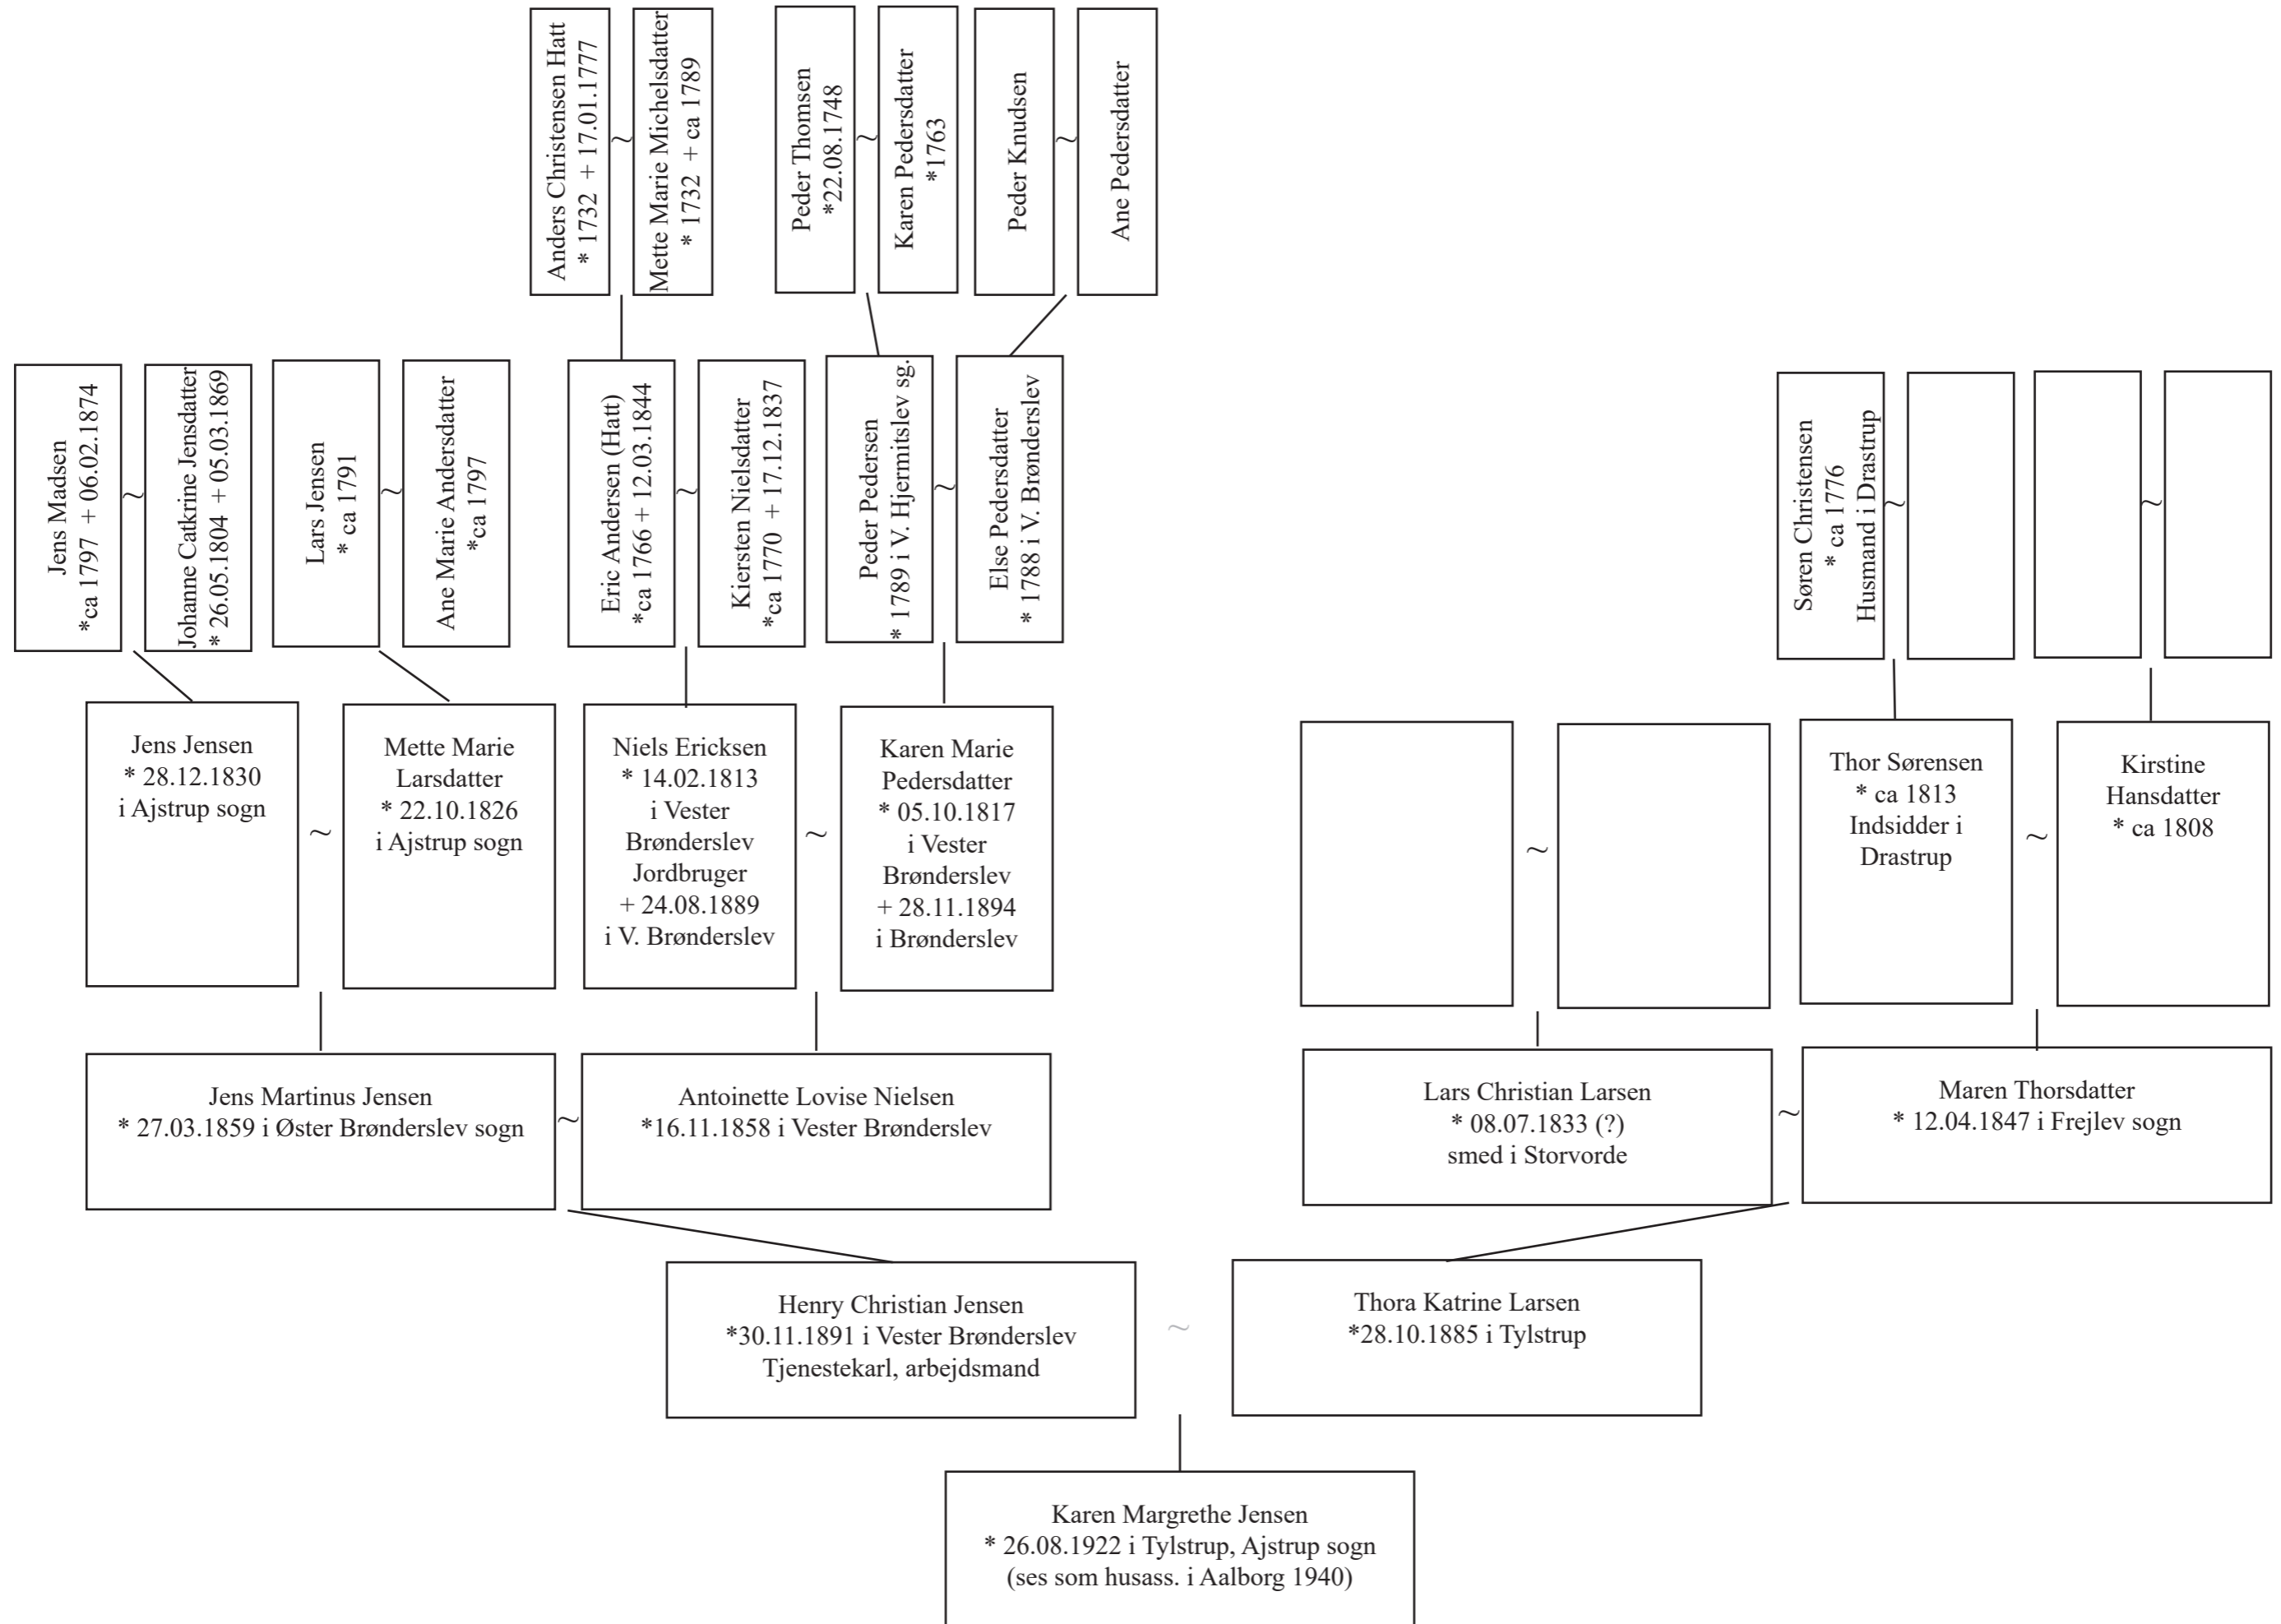 Anders Christensen Hatt
* 1732 + 17.01.1777
~
Mette Marie Michelsdatter
* 1732 + ca 1789
Peder Thomsen
*22.08.1748
~
Karen Pedersdatter
*1763
Peder Knudsen
~
Ane Pedersdatter
Jens Madsen
*ca 1797 + 06.02.1874
~
Johanne Catkrine Jensdatter
* 26.05.1804 + 05.03.1869
Lars Jensen
* ca 1791
~
Ane Marie Andersdatter
*ca 1797
Eric Andersen (Hatt)
*ca 1766 + 12.03.1844
~
Kiersten Nielsdatter
*ca 1770 + 17.12.1837
Peder Pedersen
* 1789 i V. Hjermitslev sg.
~
Else Pedersdatter
* 1788 i V. Brønderslev
Søren Christensen
* ca 1776
Husmand i Drastrup
~
~
Jens Jensen
* 28.12.1830
i Ajstrup sogn
~
Mette Marie
Larsdatter
* 22.10.1826
i Ajstrup sogn
Niels Ericksen
* 14.02.1813
i Vester
Brønderslev
Jordbruger
+ 24.08.1889
i V. Brønderslev
~
Karen Marie
Pedersdatter
* 05.10.1817
i Vester
Brønderslev
+ 28.11.1894
i Brønderslev
~
Thor Sørensen
* ca 1813
Indsidder i
Drastrup
~
Kirstine
Hansdatter
* ca 1808
Jens Martinus Jensen
* 27.03.1859 i Øster Brønderslev sogn
~
Antoinette Lovise Nielsen
*16.11.1858 i Vester Brønderslev
Lars Christian Larsen
* 08.07.1833 (?)
smed i Storvorde
~
Maren Thorsdatter
* 12.04.1847 i Frejlev sogn
Henry Christian Jensen
*30.11.1891 i Vester Brønderslev
Tjenestekarl, arbejdsmand
~
Thora Katrine Larsen
*28.10.1885 i Tylstrup
Karen Margrethe Jensen
* 26.08.1922 i Tylstrup, Ajstrup sogn
(ses som husass. i Aalborg 1940)